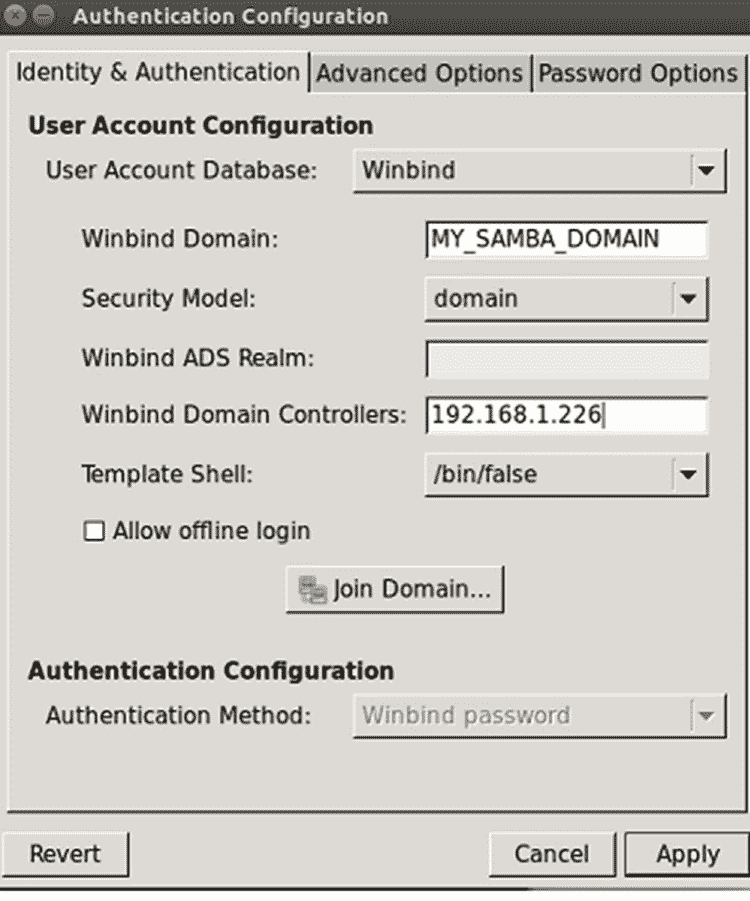 Authentication Configuration
Identity & Authentication Advanced Options Password Options
User Account Configuration
User Account Database: Winbind
Winbind Domain: MY_SAMBA_DOMAIN
Security Model: domain
Winbind ADS Realm:
Winbind Domain Controllers: 192.168.1.226
Template Shell: /bin/false
Allow offline login
Join Domain...
Authentication Configuration
Authentication Method: Winbind password
Revert Cancel Apply